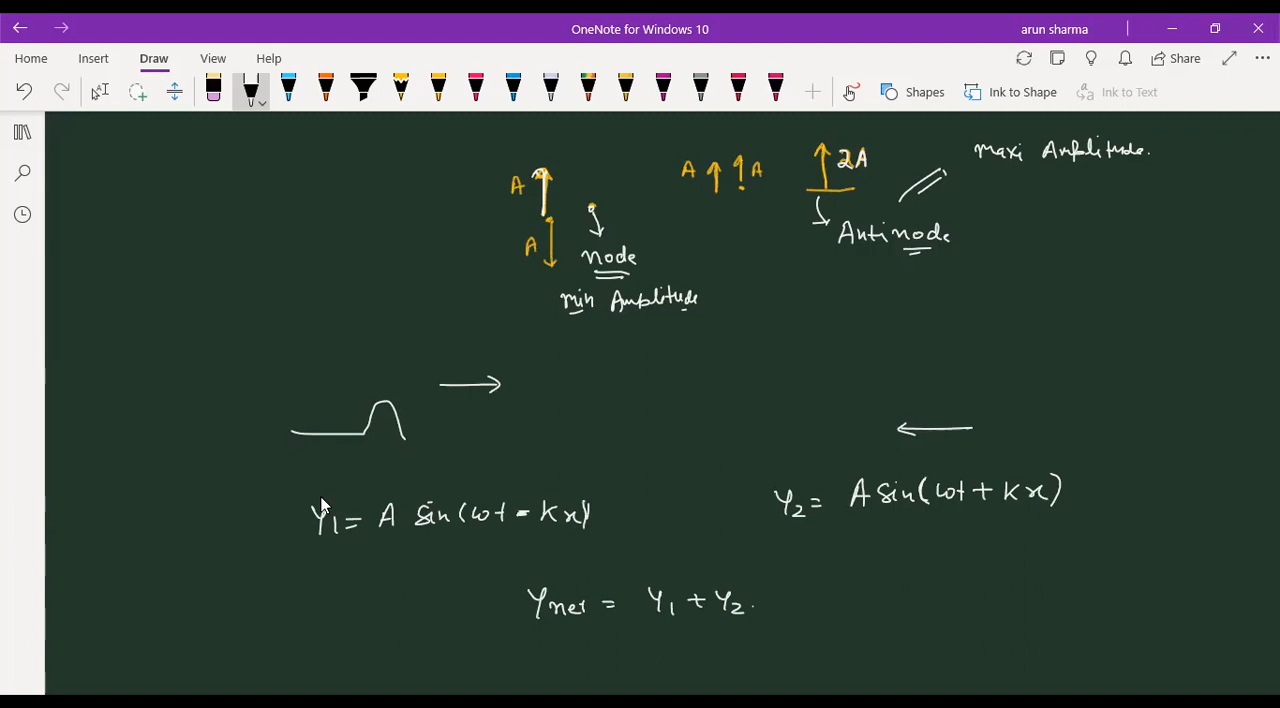 OneNote for Windows 10
arun sharma
Home Insert Draw View Help
Share
Shapes Ink to Shape Ink to Text
maxi Amplitude.
A A A 2A
A
Antinode
node
min Amplitude
Y1 = A sin(ωt - Kx)
Y2 = A sin(ωt + Kx)
Ynet = Y1 + Y2.